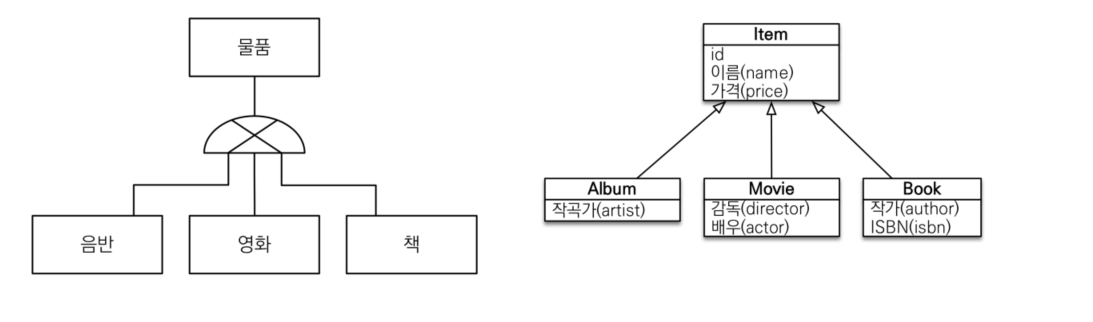 물품
음반
영화
책
Item
id
이름(name)
가격(price)
Album
작곡가(artist)
Movie
감독(director)
배우(actor)
Book
작가(author)
ISBN(isbn)